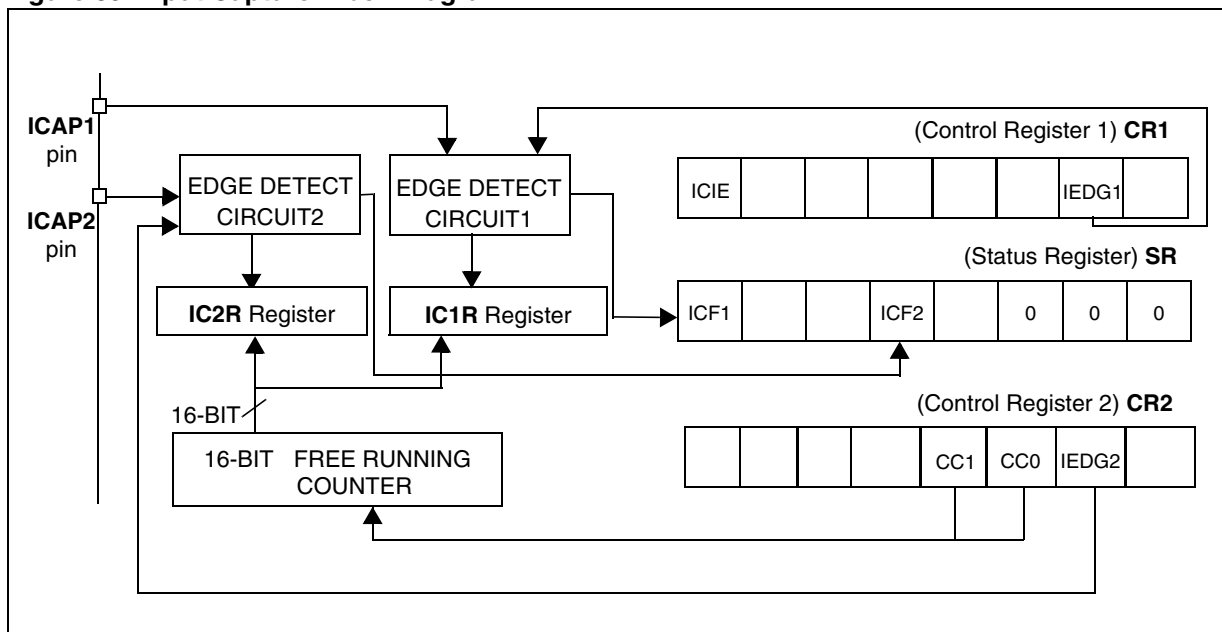 ICAP1
pin
ICAP2
pin
EDGE DETECT
CIRCUIT2
EDGE DETECT
CIRCUIT1
IC2R Register
IC1R Register
16-BIT
16-BIT FREE RUNNING
COUNTER
(Control Register 1) CR1
ICIE
IEDG1
(Status Register) SR
ICF1
ICF2
0
0
0
(Control Register 2) CR2
CC1
CC0
IEDG2